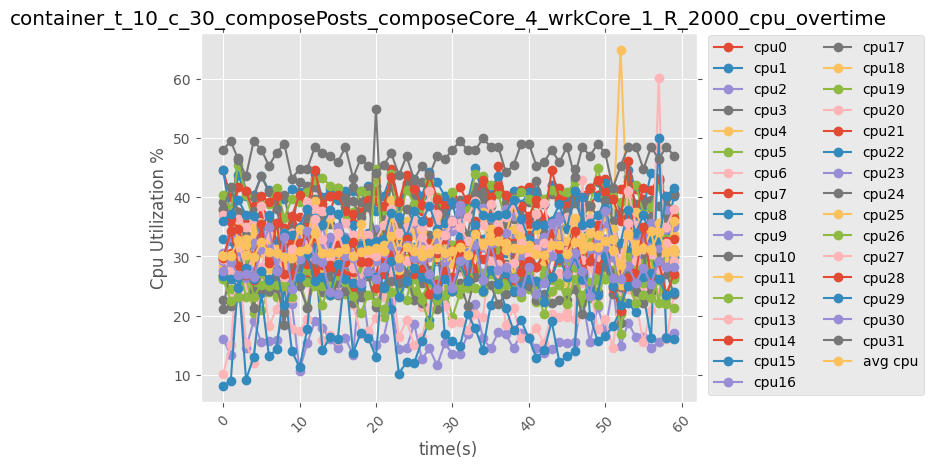 container_t_10_c_30_composePosts_composeCore_4_wrkCore_1_R_2000_cpu_overtime
Cpu Utilization %
60
50
40
30
20
10
0
10
20
30
40
50
60
time(s)
cpu0
cpu1
cpu2
cpu3
cpu4
cpu5
cpu6
cpu7
cpu8
cpu9
cpu10
cpu11
cpu12
cpu13
cpu14
cpu15
cpu16
cpu17
cpu18
cpu19
cpu20
cpu21
cpu22
cpu23
cpu24
cpu25
cpu26
cpu27
cpu28
cpu29
cpu30
cpu31
avg cpu